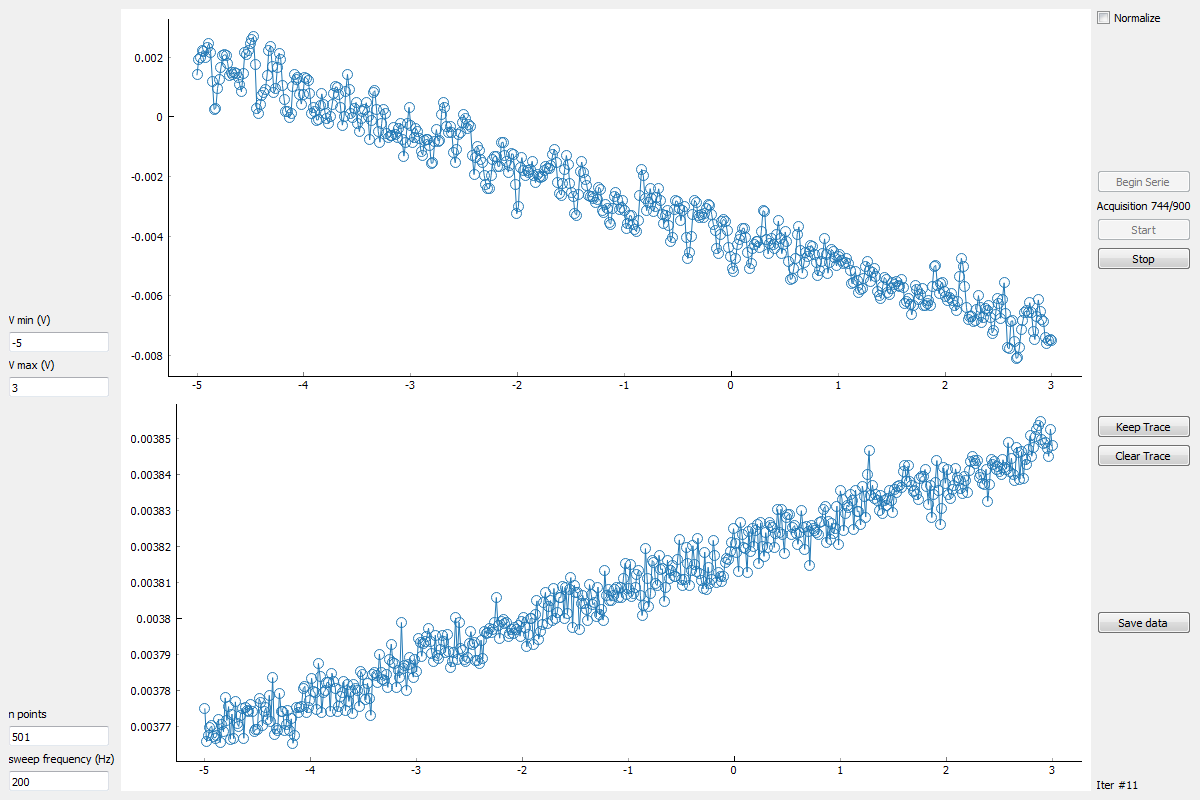 Normalize
0.002
0
-0.002
-0.004
-0.006
-0.008
-5 -4 -3 -2 -1 0 1 2 3
Begin Serie
Acquisition 744/900
Start
Stop
V min (V)
-5
V max (V)
3
0.00385
0.00384
0.00383
0.00382
0.00381
0.0038
0.00379
0.00378
0.00377
-5 -4 -3 -2 -1 0 1 2 3
Keep Trace
Clear Trace
Save data
n points
501
sweep frequency (Hz)
200
Iter #11